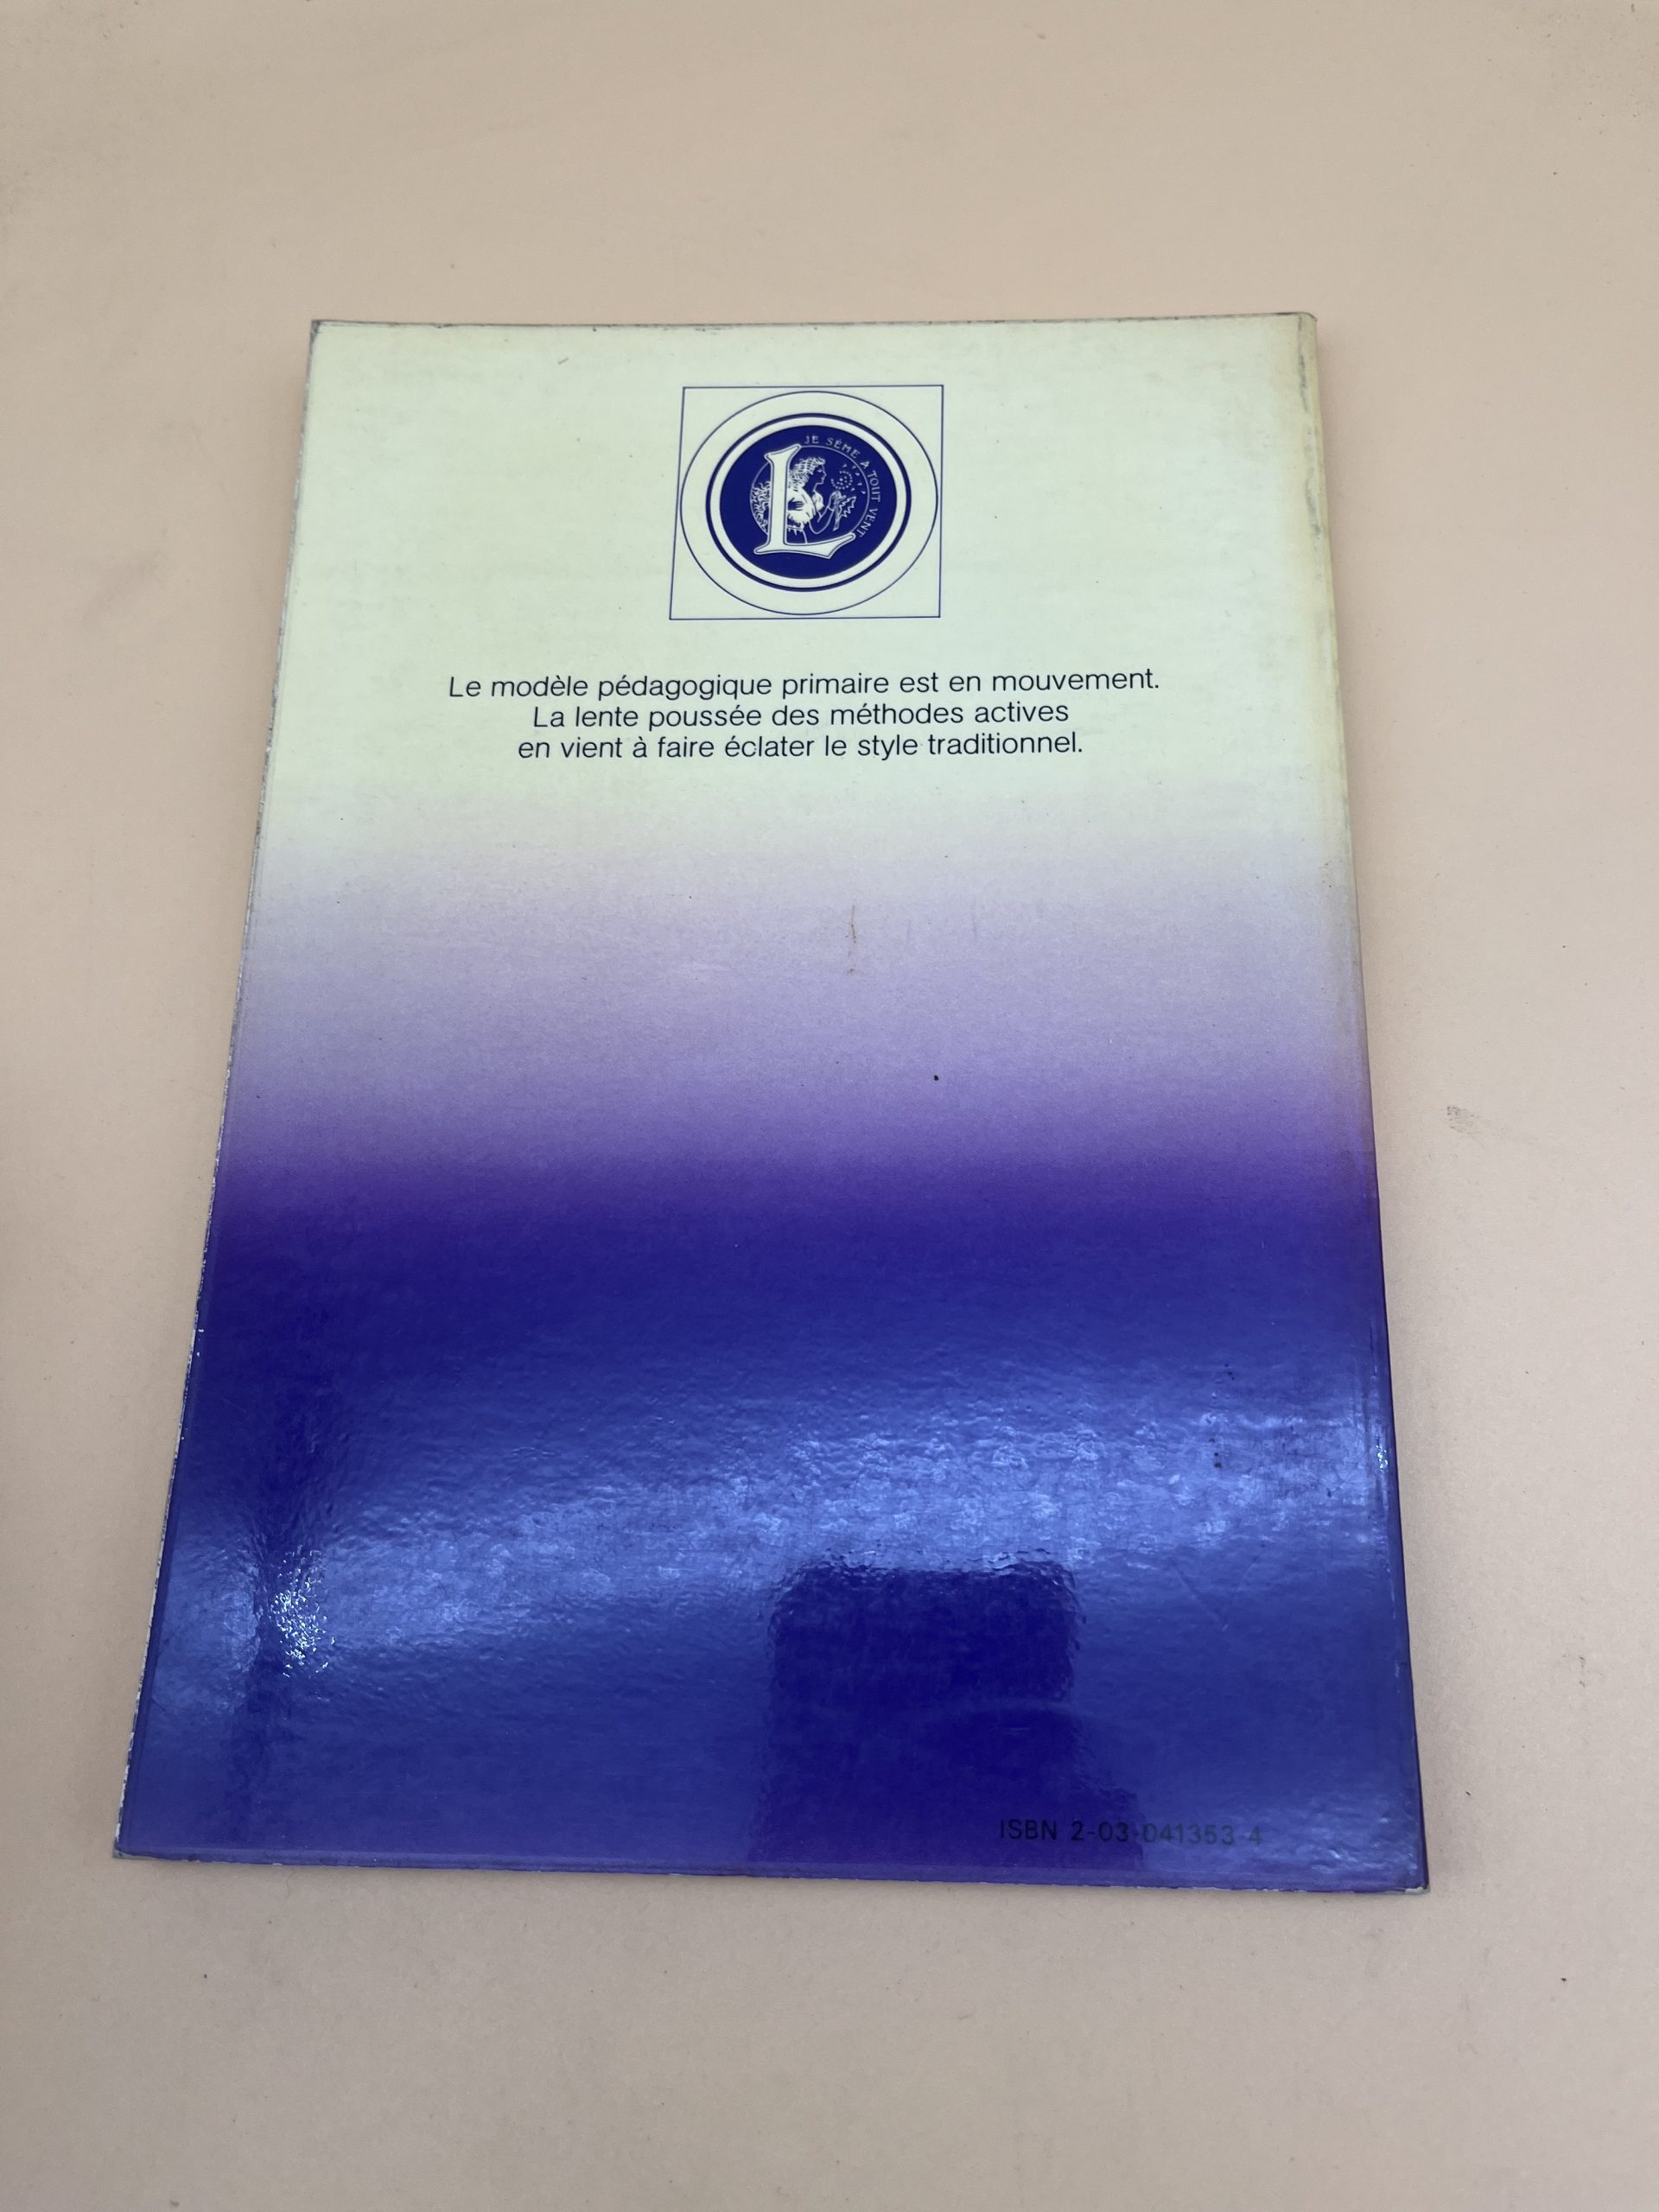 JE SÈME À TOUT VENT
L
Le modèle pédagogique primaire est en mouvement.
La lente poussée des méthodes actives
en vient à faire éclater le style traditionnel.
ISBN 2-03-041353-4